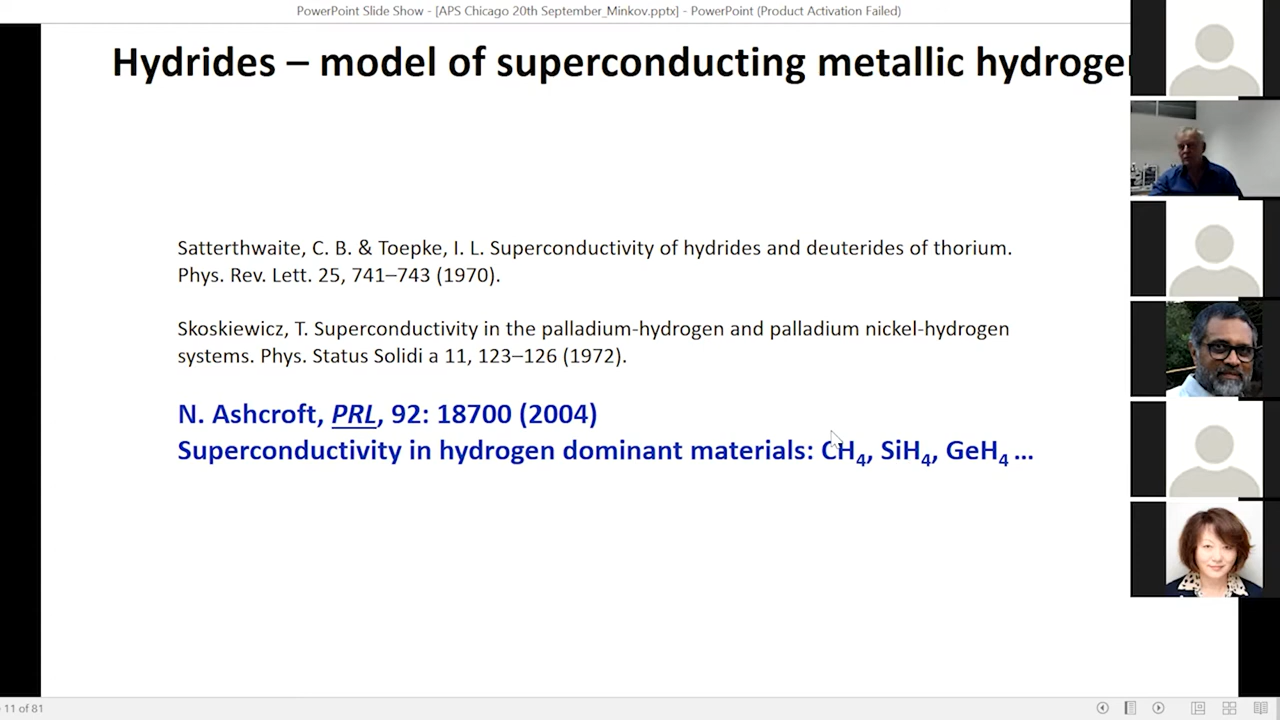 PowerPoint Slide Show - [APS Chicago 20th September_Minkov.pptx] - PowerPoint (Product Activation Failed)
Hydrides – model of superconducting metallic hydroge
Satterthwaite, C. B. & Toepke, I. L. Superconductivity of hydrides and deuterides of thorium.
Phys. Rev. Lett. 25, 741–743 (1970).
Skoskiewicz, T. Superconductivity in the palladium-hydrogen and palladium nickel-hydrogen
systems. Phys. Status Solidi a 11, 123–126 (1972).
N. Ashcroft, PRL, 92: 18700 (2004)
Superconductivity in hydrogen dominant materials: CH4, SiH4, GeH4 ...
11 of 81